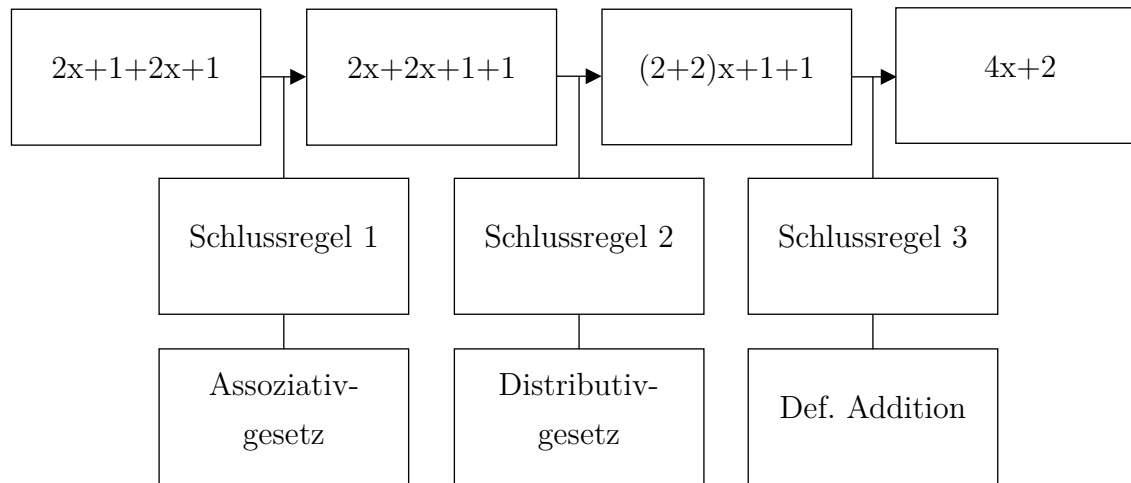 2x+1+2x+1
2x+2x+1+1
(2+2)x+1+1
4x+2
Schlussregel 1
Schlussregel 2
Schlussregel 3
Assoziativ-
gesetz
Distributiv-
gesetz
Def. Addition